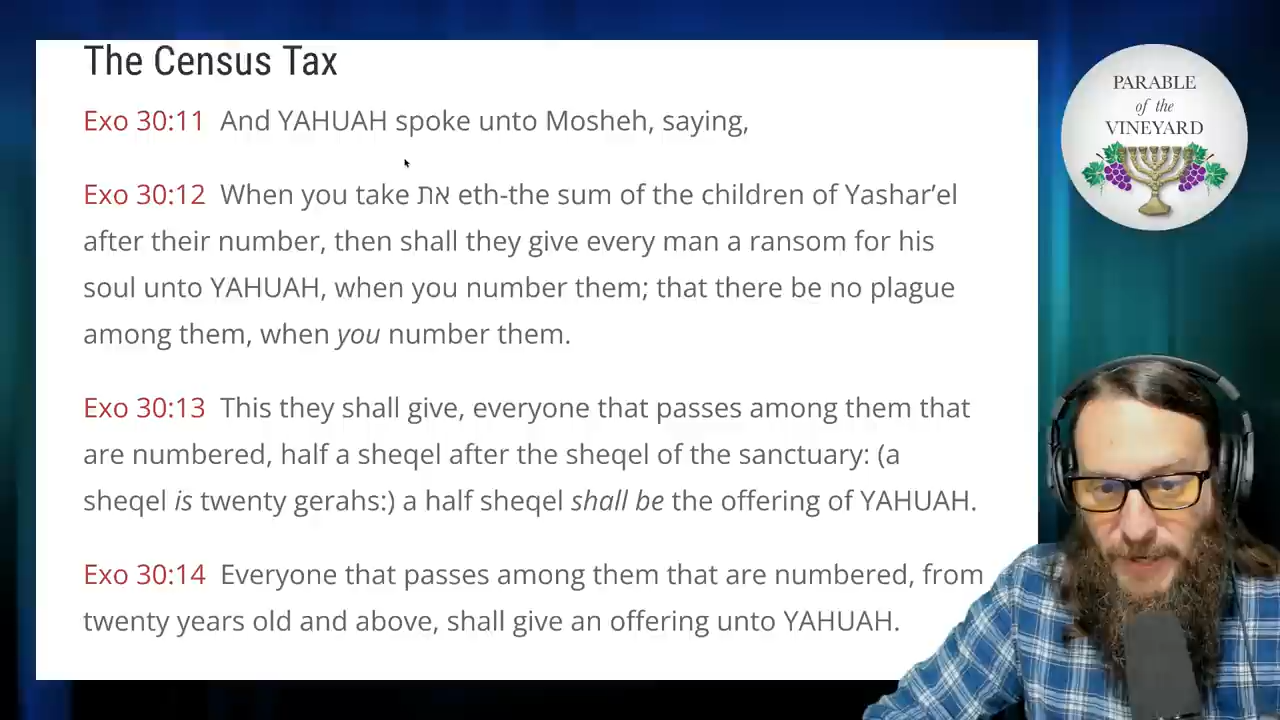 The Census Tax
Exo 30:11 And YAHUAH spoke unto Mosheh, saying,
Exo 30:12 When you take את eth-the sum of the children of Yashar’el
after their number, then shall they give every man a ransom for his
soul unto YAHUAH, when you number them; that there be no plague
among them, when you number them.
Exo 30:13 This they shall give, everyone that passes among them that
are numbered, half a sheqel after the sheqel of the sanctuary: (a
sheqel is twenty gerahs:) a half sheqel shall be the offering of YAHUAH.
Exo 30:14 Everyone that passes among them that are numbered, from
twenty years old and above, shall give an offering unto YAHUAH.
PARABLE
of the
VINEYARD